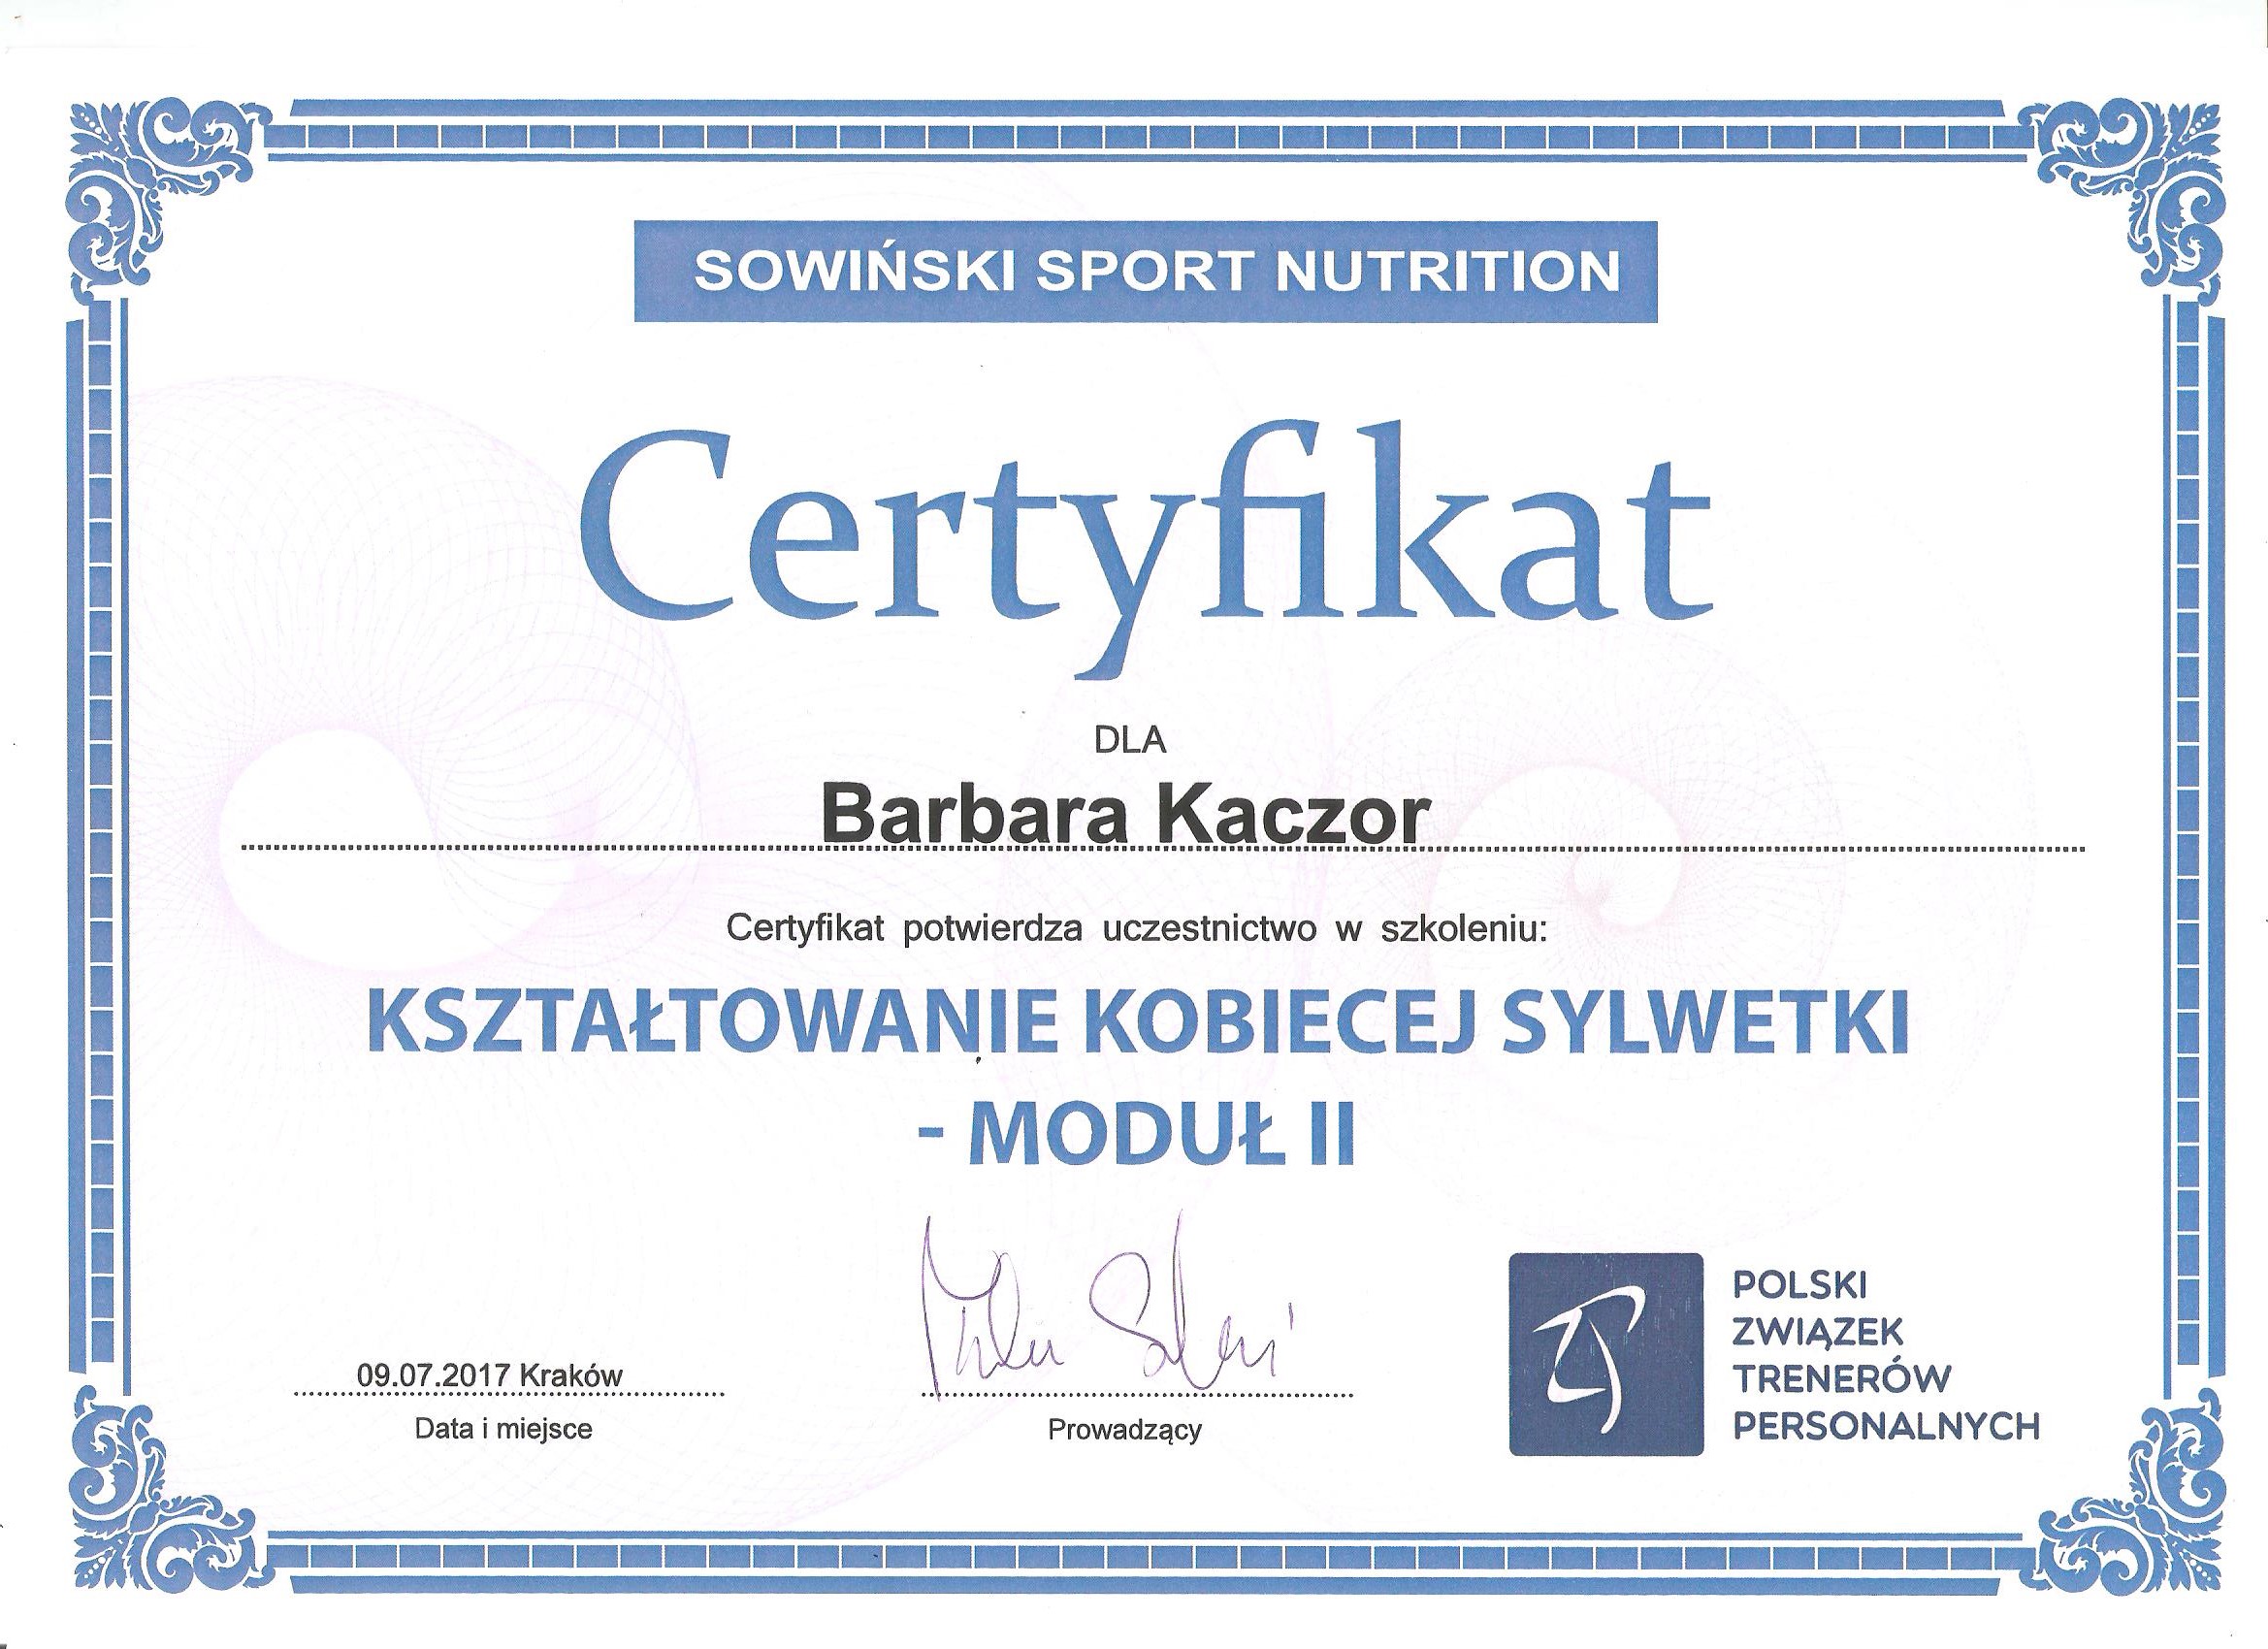 SOWIŃSKI SPORT NUTRITION
Certyfikat
DLA
Barbara Kaczor
Certyfikat potwierdza uczestnictwo w szkoleniu:
KSZTAŁTOWANIE KOBIECEJ SYLWETKI
- MODUŁ II
09.07.2017 Kraków
Data i miejsce
Prowadzący
POLSKI
ZWIĄZEK
TRENERÓW
PERSONALNYCH